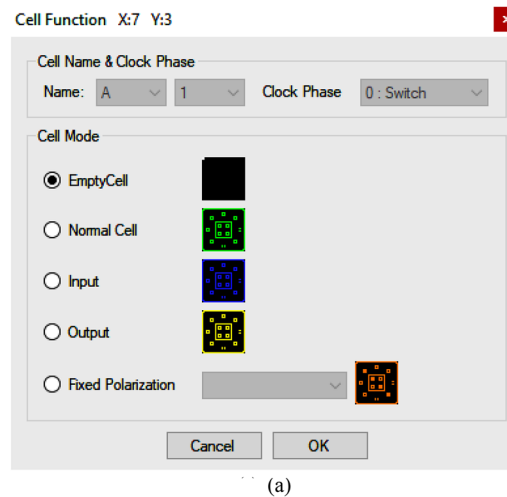 Cell Function X:7 Y:3
Cell Name & Clock Phase
Name: A 1 Clock Phase 0 : Switch
Cell Mode
EmptyCell
Normal Cell
Input
Output
Fixed Polarization
Cancel OK
(a)